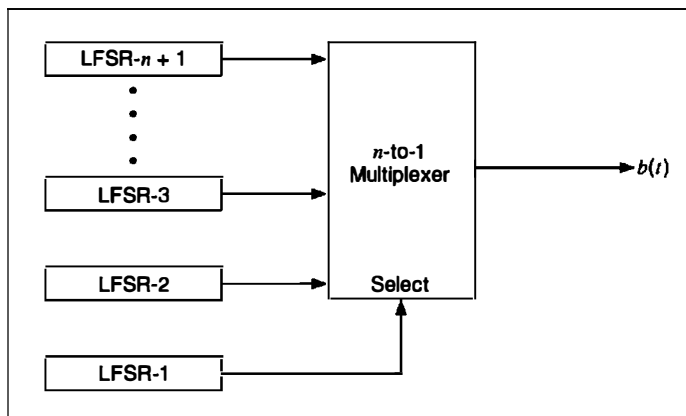 LFSR-n + 1
n-to-1
Multiplexer
b(t)
LFSR-3
LFSR-2
Select
LFSR-1